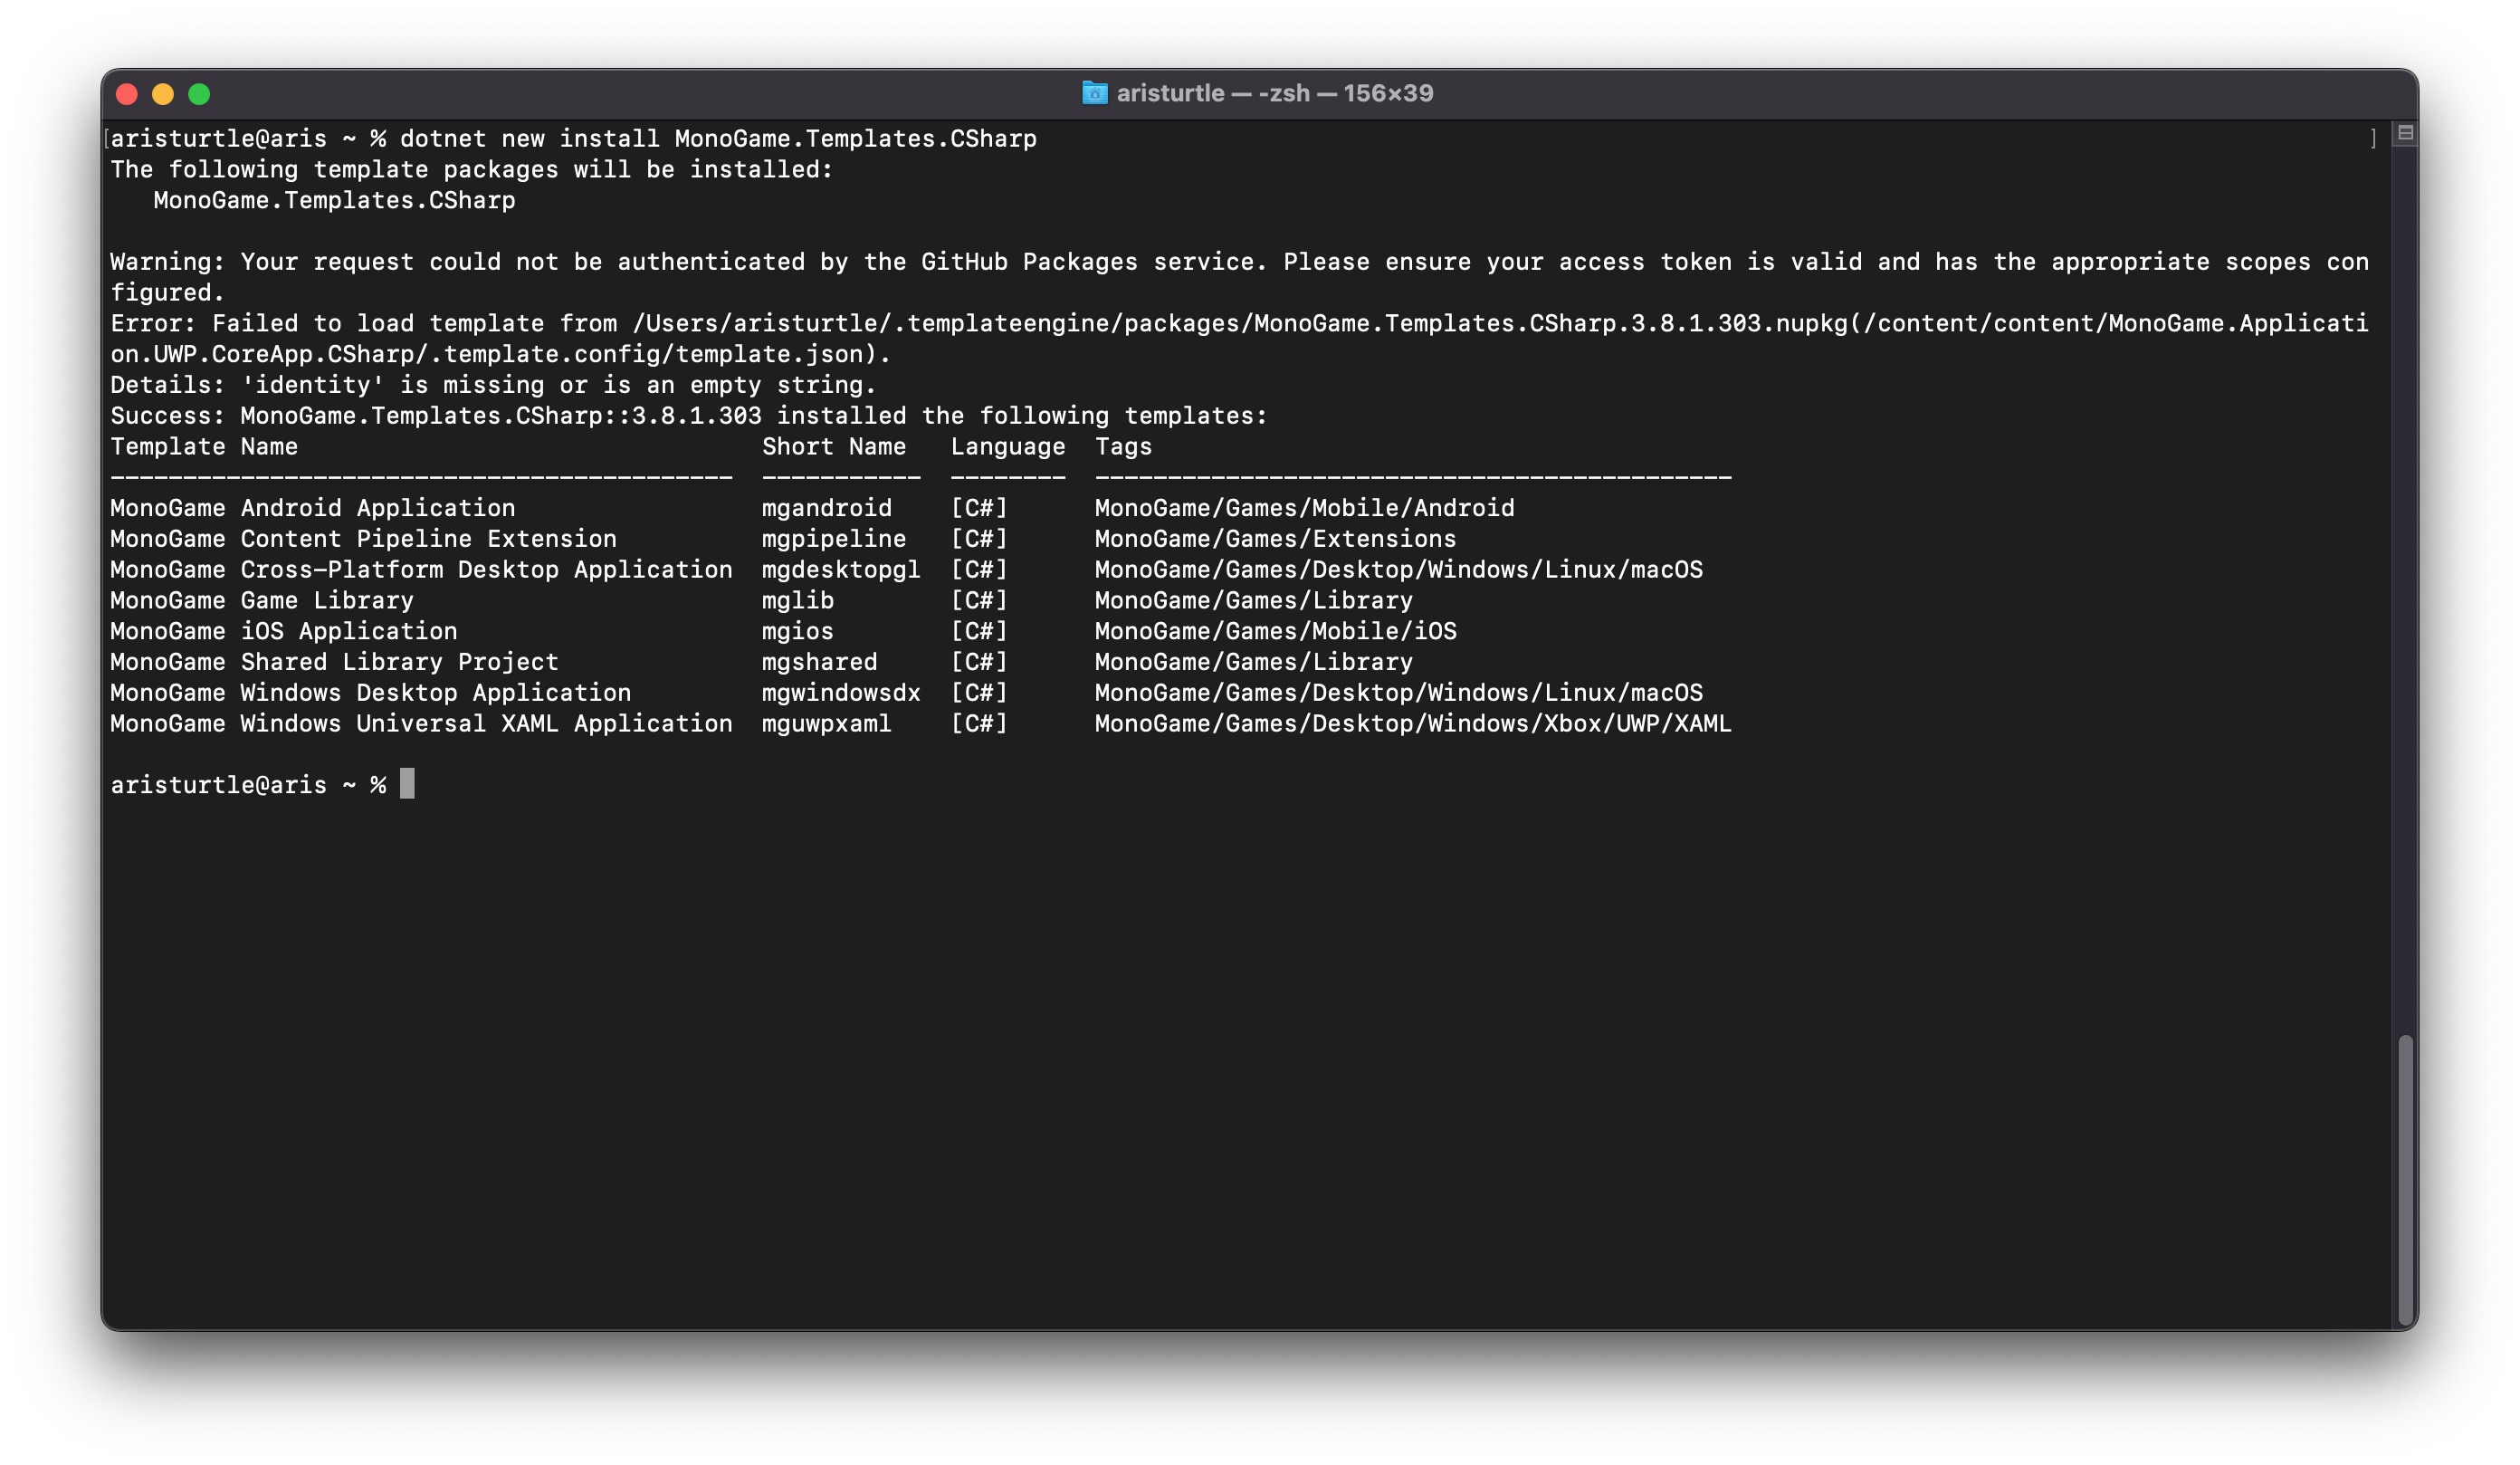 aristurtle — -zsh — 156×39
[aristurtle@aris ~ % dotnet new install MonoGame.Templates.CSharp ]
The following template packages will be installed:
   MonoGame.Templates.CSharp
Warning: Your request could not be authenticated by the GitHub Packages service. Please ensure your access token is valid and has the appropriate scopes con
figured.
Error: Failed to load template from /Users/aristurtle/.templateengine/packages/MonoGame.Templates.CSharp.3.8.1.303.nupkg(/content/content/MonoGame.Applicati
on.UWP.CoreApp.CSharp/.template.config/template.json).
Details: 'identity' is missing or is an empty string.
Success: MonoGame.Templates.CSharp::3.8.1.303 installed the following templates:
Template Name                                Short Name   Language  Tags
-------------------------------------------  -----------  --------  --------------------------------------------
MonoGame Android Application                 mgandroid    [C#]      MonoGame/Games/Mobile/Android
MonoGame Content Pipeline Extension          mgpipeline   [C#]      MonoGame/Games/Extensions
MonoGame Cross-Platform Desktop Application  mgdesktopgl  [C#]      MonoGame/Games/Desktop/Windows/Linux/macOS
MonoGame Game Library                        mglib        [C#]      MonoGame/Games/Library
MonoGame iOS Application                     mgios        [C#]      MonoGame/Games/Mobile/iOS
MonoGame Shared Library Project              mgshared     [C#]      MonoGame/Games/Library
MonoGame Windows Desktop Application         mgwindowsdx  [C#]      MonoGame/Games/Desktop/Windows/Linux/macOS
MonoGame Windows Universal XAML Application  mguwpxaml    [C#]      MonoGame/Games/Desktop/Windows/Xbox/UWP/XAML
aristurtle@aris ~ %